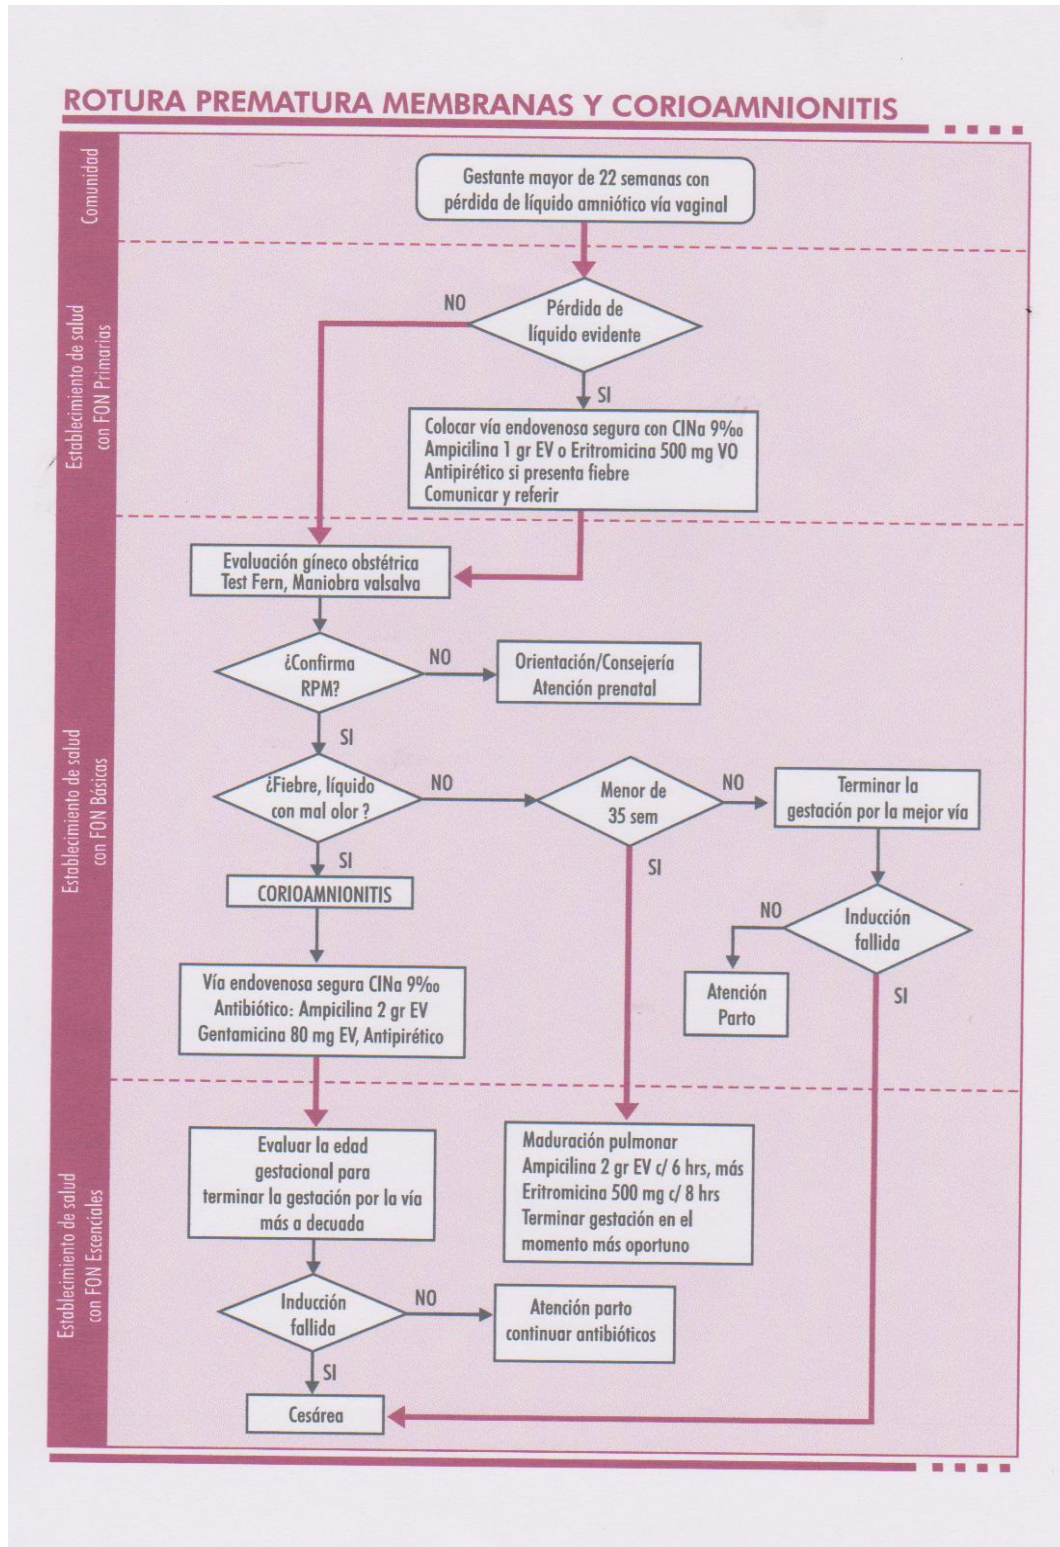 ROTURA PREMATURA MEMBRANAS Y CORIOAMNIONITIS
Comunidad
Gestante mayor de 22 semanas con
pérdida de líquido amniótico vía vaginal
Establecimiento de salud
con FON Primarias
NO
Pérdida de
líquido evidente
SI
Colocar vía endovenosa segura con ClNa 9‰
Ampicilina 1 gr EV o Eritromicina 500 mg VO
Antipirético si presenta fiebre
Comunicar y referir
Establecimiento de salud
con FON Básicas
Evaluación gíneco obstétrica
Test Fern, Maniobra valsalva
¿Confirma
RPM?
NO
Orientación/Consejería
Atención prenatal
SI
¿Fiebre, líquido
con mal olor ?
NO
Menor de
35 sem
NO
Terminar la
gestación por la mejor vía
SI
SI
CORIOAMNIONITIS
NO
Inducción
fallida
Vía endovenosa segura ClNa 9‰
Antibiótico: Ampicilina 2 gr EV
Gentamicina 80 mg EV, Antipirético
Atención
Parto
SI
Establecimiento de salud
con FON Escenciales
Evaluar la edad
gestacional para
terminar la gestación por la vía
más a decuada
Maduración pulmonar
Ampicilina 2 gr EV c/ 6 hrs, más
Eritromicina 500 mg c/ 8 hrs
Terminar gestación en el
momento más oportuno
Inducción
fallida
NO
Atención parto
continuar antibióticos
SI
Cesárea